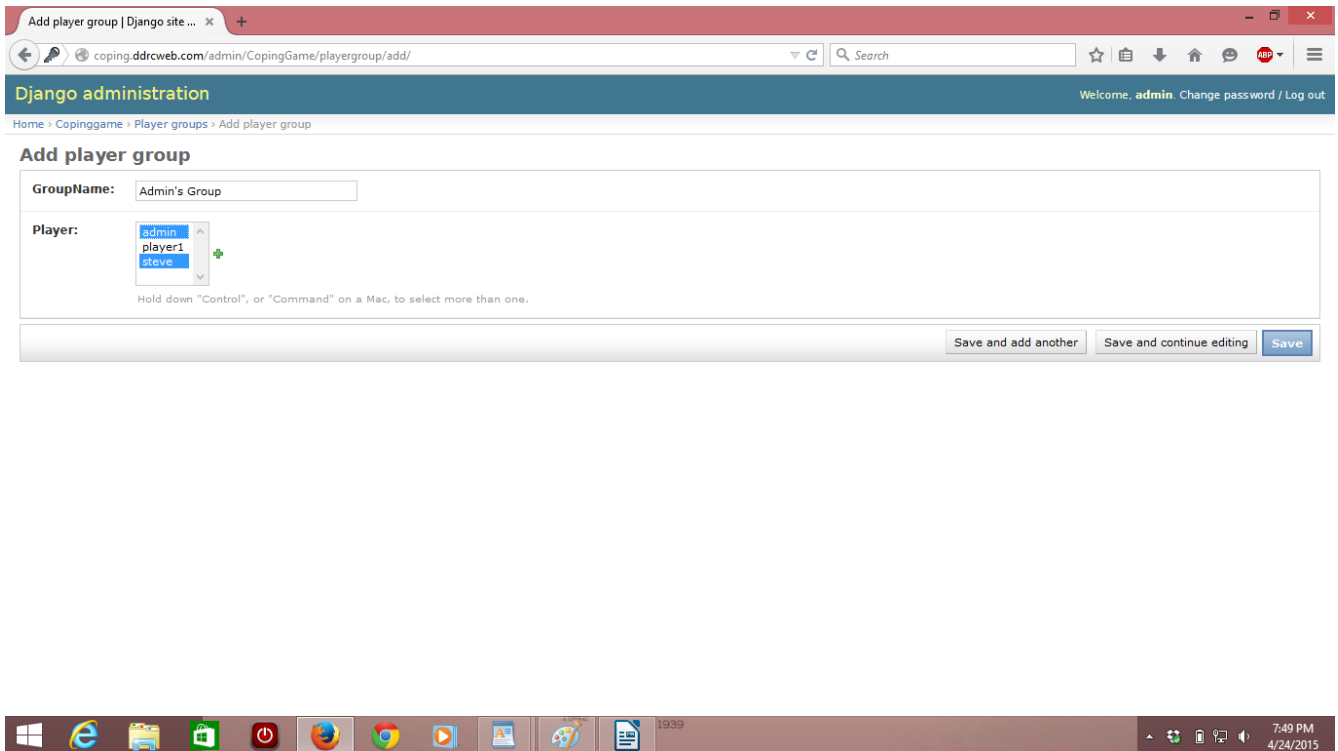 Add player group | Django site ... × +
coping.ddrcweb.com/admin/CopingGame/playergroup/add/
Search
ABP
Django administration
Welcome, admin. Change password / Log out
Home › Copinggame › Player groups › Add player group
Add player group
GroupName:
Admin's Group
Player:
admin
player1
steve
Hold down "Control", or "Command" on a Mac, to select more than one.
Save and add another
Save and continue editing
Save
1939
7:49 PM
4/24/2015